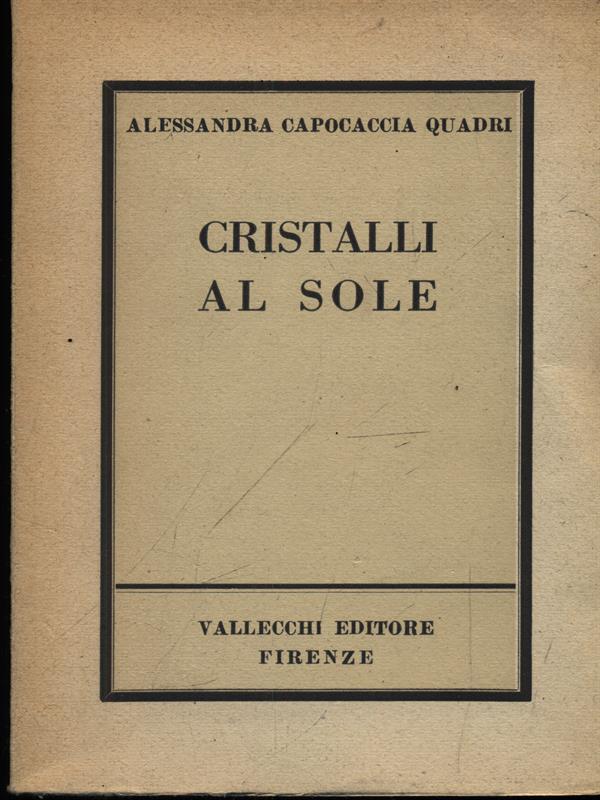 ALESSANDRA CAPOCACCIA QUADRI
CRISTALLI
AL SOLE
VALLECCHI EDITORE
FIRENZE